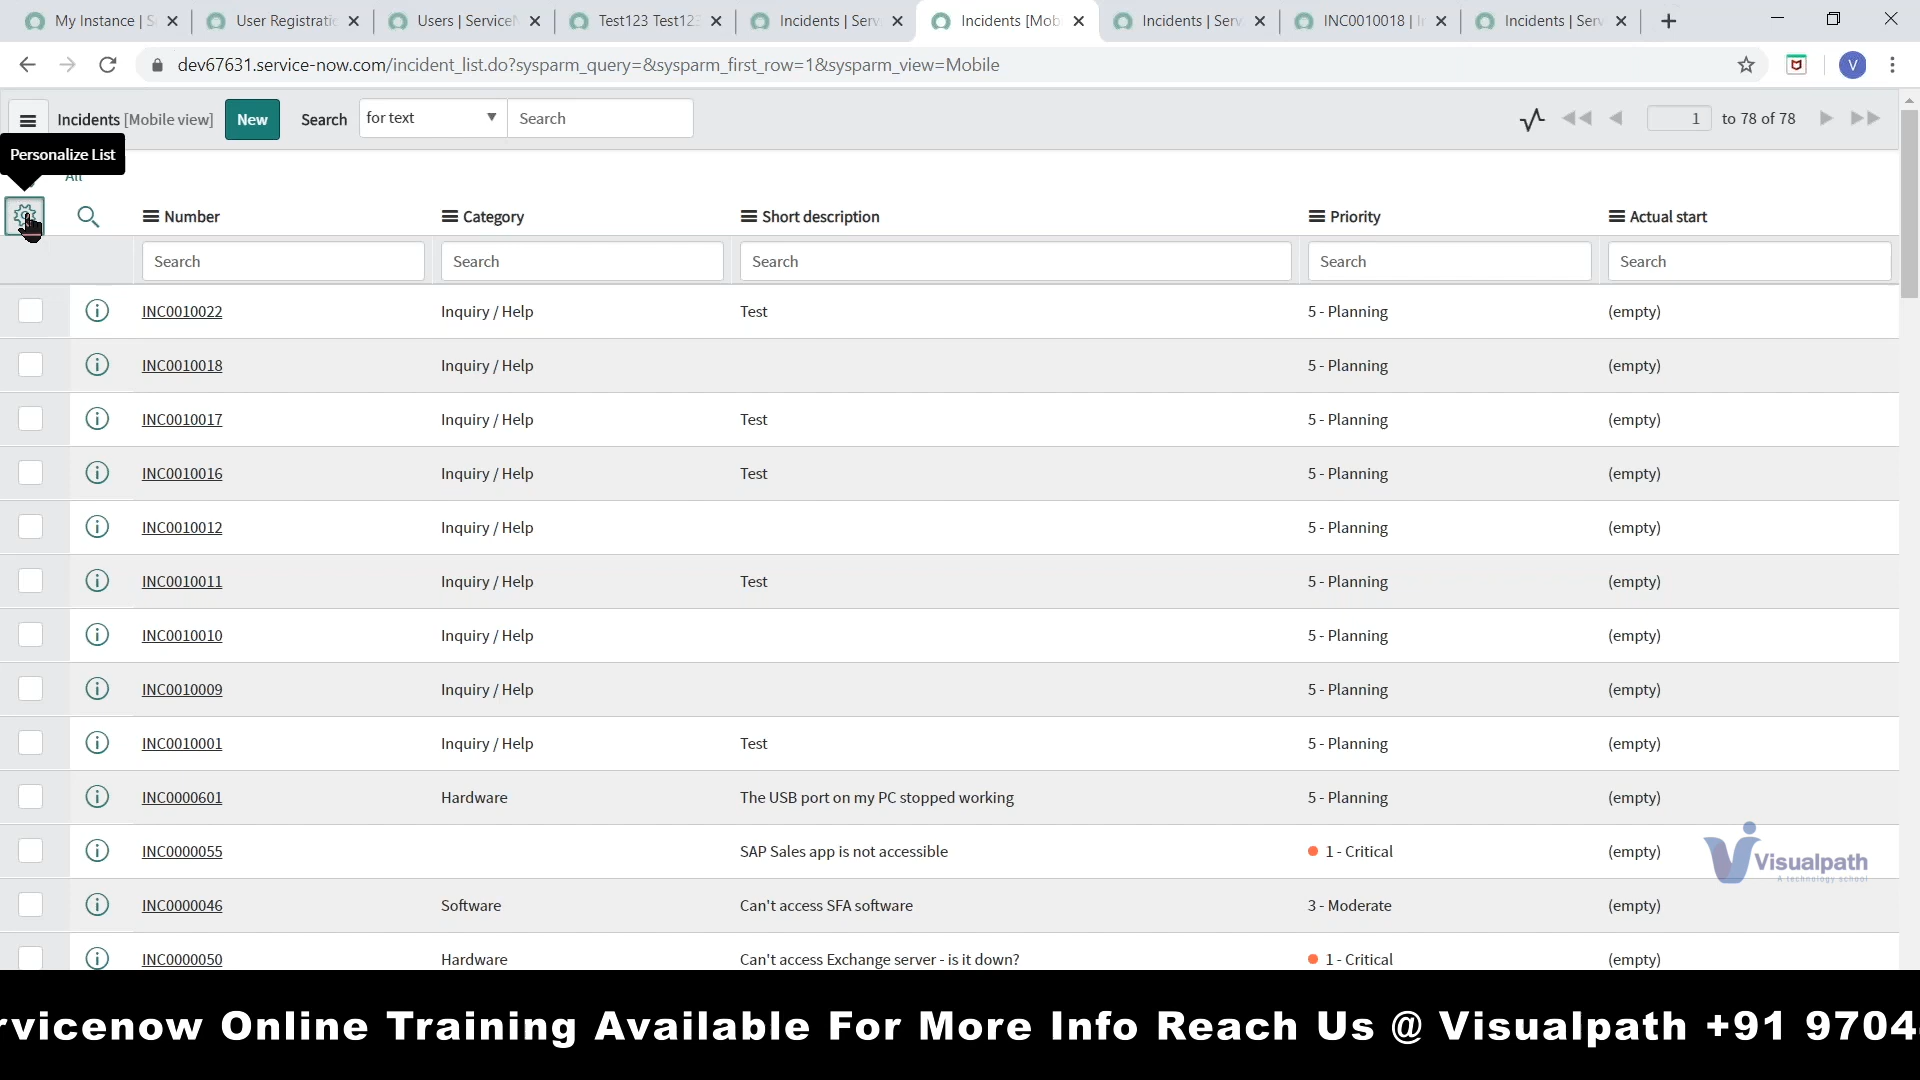 My Instance | S
User Registratio
Users | Service
Test123 Test123
Incidents | Serv
Incidents [Mob
Incidents | Serv
INC0010018 | I
Incidents | Serv
dev67631.service-now.com/incident_list.do?sysparm_query=&sysparm_first_row=1&sysparm_view=Mobile
V
Incidents [Mobile view]
New
Search
for text
Search
1
to 78 of 78
Personalize List
All
Number
Category
Short description
Priority
Actual start
Search
Search
Search
Search
Search
INC0010022 Inquiry / Help Test 5 - Planning (empty)
INC0010018 Inquiry / Help 5 - Planning (empty)
INC0010017 Inquiry / Help Test 5 - Planning (empty)
INC0010016 Inquiry / Help Test 5 - Planning (empty)
INC0010012 Inquiry / Help 5 - Planning (empty)
INC0010011 Inquiry / Help Test 5 - Planning (empty)
INC0010010 Inquiry / Help 5 - Planning (empty)
INC0010009 Inquiry / Help 5 - Planning (empty)
INC0010001 Inquiry / Help Test 5 - Planning (empty)
INC0000601 Hardware The USB port on my PC stopped working 5 - Planning (empty)
INC0000055 SAP Sales app is not accessible 1 - Critical (empty)
INC0000046 Software Can't access SFA software 3 - Moderate (empty)
INC0000050 Hardware Can't access Exchange server - is it down? 1 - Critical (empty)
Visualpath
A technology school
rvicenow Online Training Available For More Info Reach Us @ Visualpath +91 9704